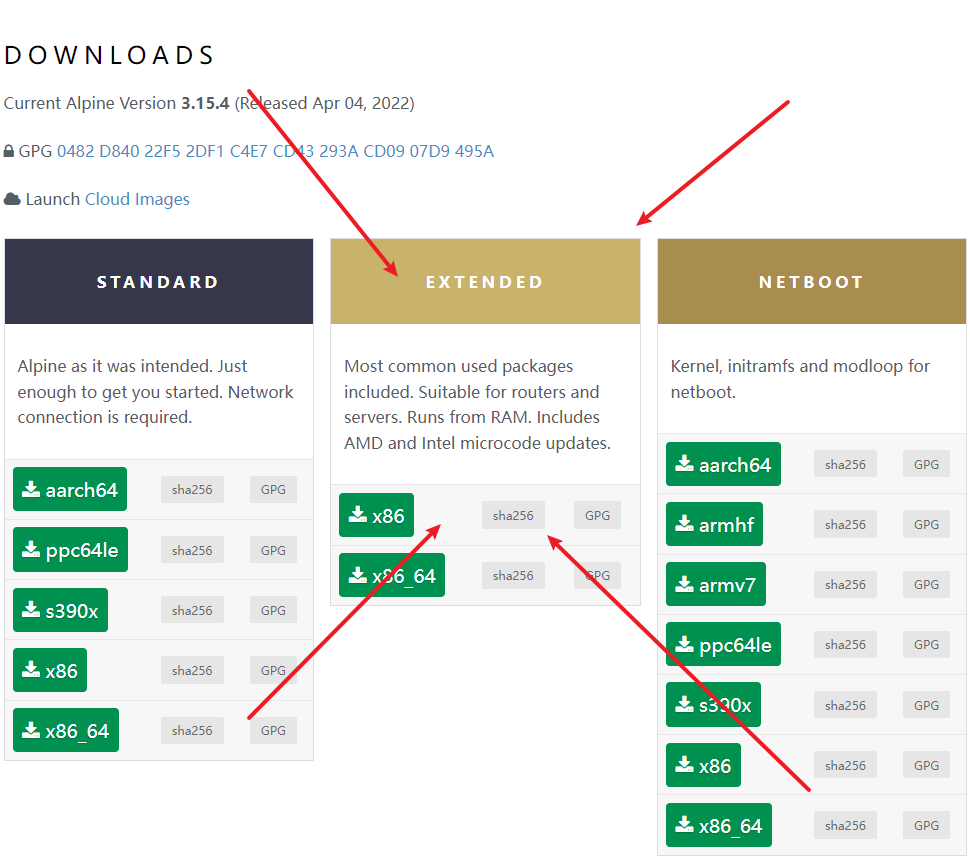 DOWNLOADS
Current Alpine Version 3.15.4 (Released Apr 04, 2022)
GPG 0482 D840 22F5 2DF1 C4E7 CD43 293A CD09 07D9 495A
Launch Cloud Images
STANDARD
Alpine as it was intended. Just
enough to get you started. Network
connection is required.
aarch64 sha256 GPG
ppc64le sha256 GPG
s390x sha256 GPG
x86 sha256 GPG
x86_64 sha256 GPG
EXTENDED
Most common used packages
included. Suitable for routers and
servers. Runs from RAM. Includes
AMD and Intel microcode updates.
x86 sha256 GPG
x86_64 sha256 GPG
NETBOOT
Kernel, initramfs and modloop for
netboot.
aarch64 sha256 GPG
armhf sha256 GPG
armv7 sha256 GPG
ppc64le sha256 GPG
s390x sha256 GPG
x86 sha256 GPG
x86_64 sha256 GPG